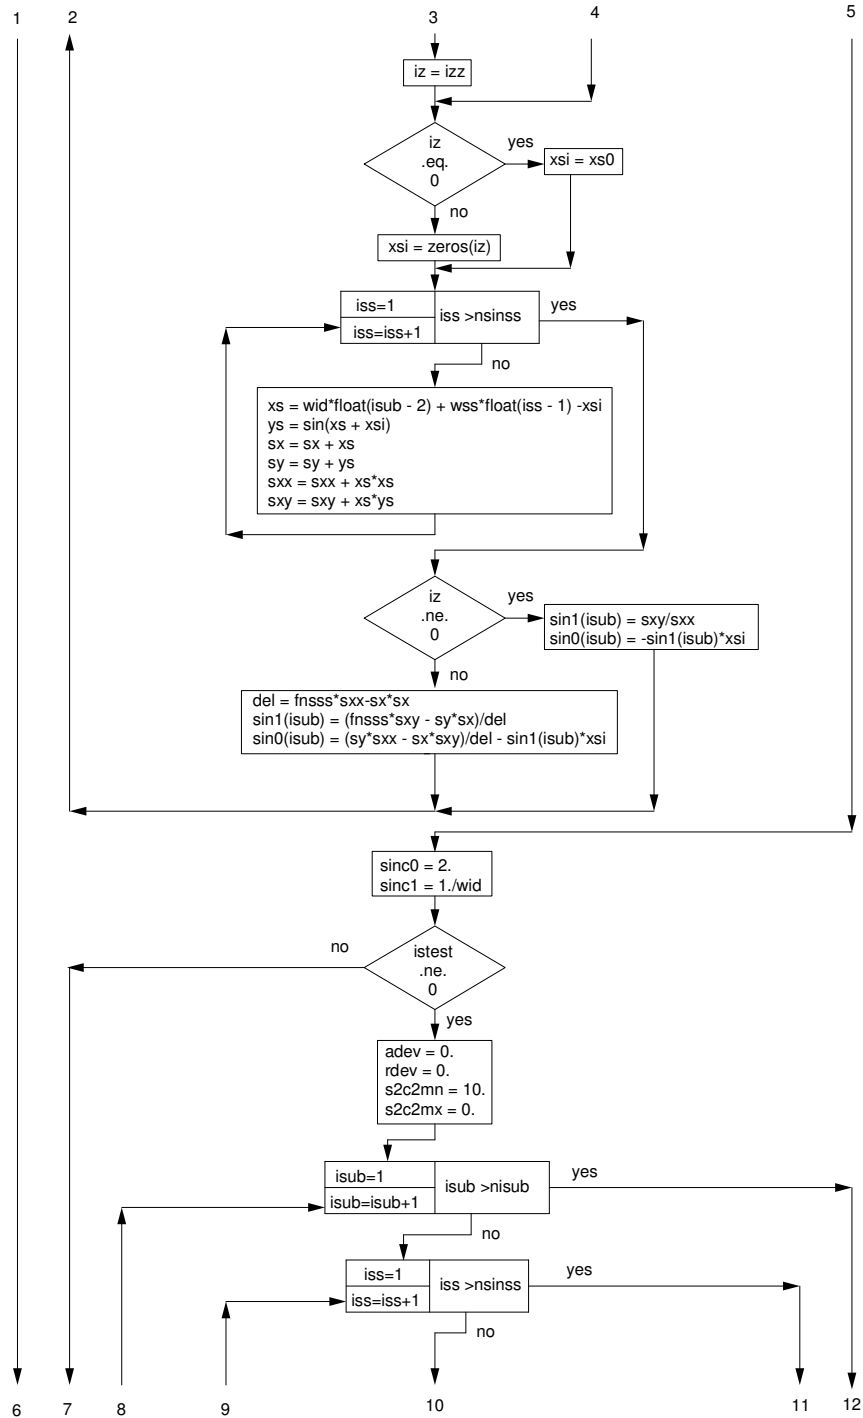 1
2
3
4
5
iz = izz
iz
.eq.
0
yes
xsi = xs0
no
xsi = zeros(iz)
iss=1
iss=iss+1
iss >nsinss
yes
no
xs = wid*float(isub - 2) + wss*float(iss - 1) -xsi
ys = sin(xs + xsi)
sx = sx + xs
sy = sy + ys
sxx = sxx + xs*xs
sxy = sxy + xs*ys
iz
.ne.
0
yes
sin1(isub) = sxy/sxx
sin0(isub) = -sin1(isub)*xsi
no
del = fnsss*sxx-sx*sx
sin1(isub) = (fnsss*sxy - sy*sx)/del
sin0(isub) = (sy*sxx - sx*sxy)/del - sin1(isub)*xsi
sinc0 = 2.
sinc1 = 1./wid
no
istest
.ne.
0
yes
adev = 0.
rdev = 0.
s2c2mn = 10.
s2c2mx = 0.
isub=1
isub=isub+1
isub >nisub
yes
no
iss=1
iss=iss+1
iss >nsinss
yes
no
6
7
8
9
10
11
12